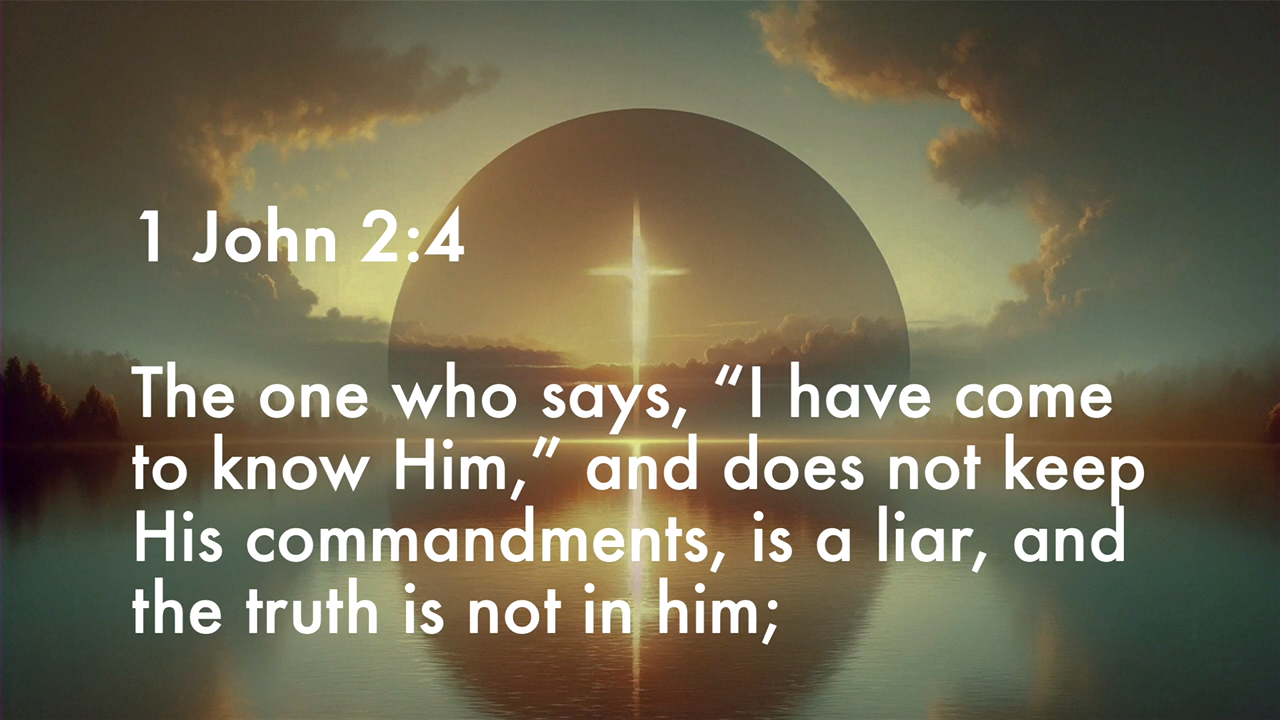 1 John 2:4
The one who says, “I have come
to know Him,” and does not keep
His commandments, is a liar, and
the truth is not in him;